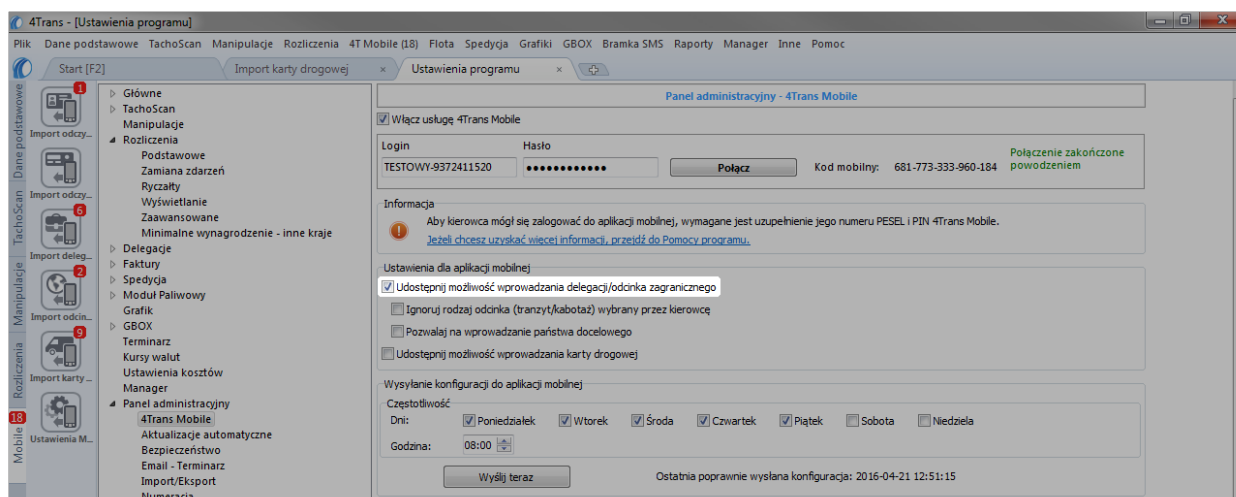 4Trans - [Ustawienia programu]
Plik Dane podstawowe TachoScan Manipulacje Rozliczenia 4T Mobile (18) Flota Spedycja Grafiki GBOX Bramka SMS Raporty Manager Inne Pomoc
Start [F2] Import karty drogowej × Ustawienia programu ×
Dane podstawowe
TachoScan
Manipulacje
Rozliczenia
18
Mobile
1
Import odczy...
Import odczy...
6
Import deleg...
2
Import odcin...
9
Import karty ...
Ustawienia M...
Główne
TachoScan
Manipulacje
Rozliczenia
Podstawowe
Zamiana zdarzeń
Ryczałty
Wyświetlanie
Zaawansowane
Minimalne wynagrodzenie - inne kraje
Delegacje
Faktury
Spedycja
Moduł Paliwowy
Grafik
GBOX
Terminarz
Kursy walut
Ustawienia kosztów
Manager
Panel administracyjny
4Trans Mobile
Aktualizacje automatyczne
Bezpieczeństwo
Email - Terminarz
Import/Eksport
Numeracja
Panel administracyjny - 4Trans Mobile
Włącz usługę 4Trans Mobile
Login Hasło
TESTOWY-9372411520 ●●●●●●●●●●●● Połącz Kod mobilny: 681-773-333-960-184
Połączenie zakończone
powodzeniem
Informacja
Aby kierowca mógł się zalogować do aplikacji mobilnej, wymagane jest uzupełnienie jego numeru PESEL i PIN 4Trans Mobile.
Jeżeli chcesz uzyskać więcej informacji, przejdź do Pomocy programu.
Ustawienia dla aplikacji mobilnej
Udostępnij możliwość wprowadzania delegacji/odcinka zagranicznego
Ignoruj rodzaj odcinka (tranzyt/kabotaż) wybrany przez kierowcę
Pozwalaj na wprowadzanie państwa docelowego
Udostępnij możliwość wprowadzania karty drogowej
Wysyłanie konfiguracji do aplikacji mobilnej
Częstotliwość
Dni: Poniedziałek Wtorek Środa Czwartek Piątek Sobota Niedziela
Godzina: 08:00
Wyślij teraz Ostatnia poprawnie wysłana konfiguracja: 2016-04-21 12:51:15